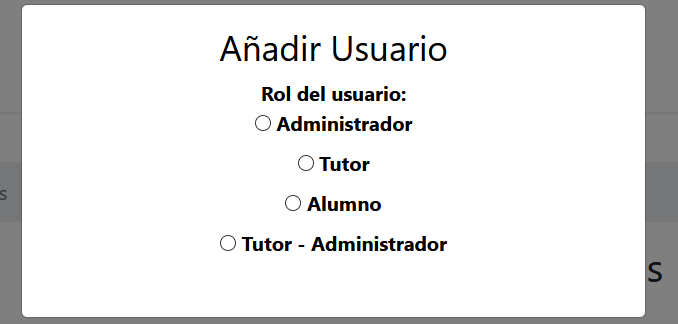 Añadir Usuario
Rol del usuario:
Administrador
Tutor
Alumno
Tutor - Administrador
s
s